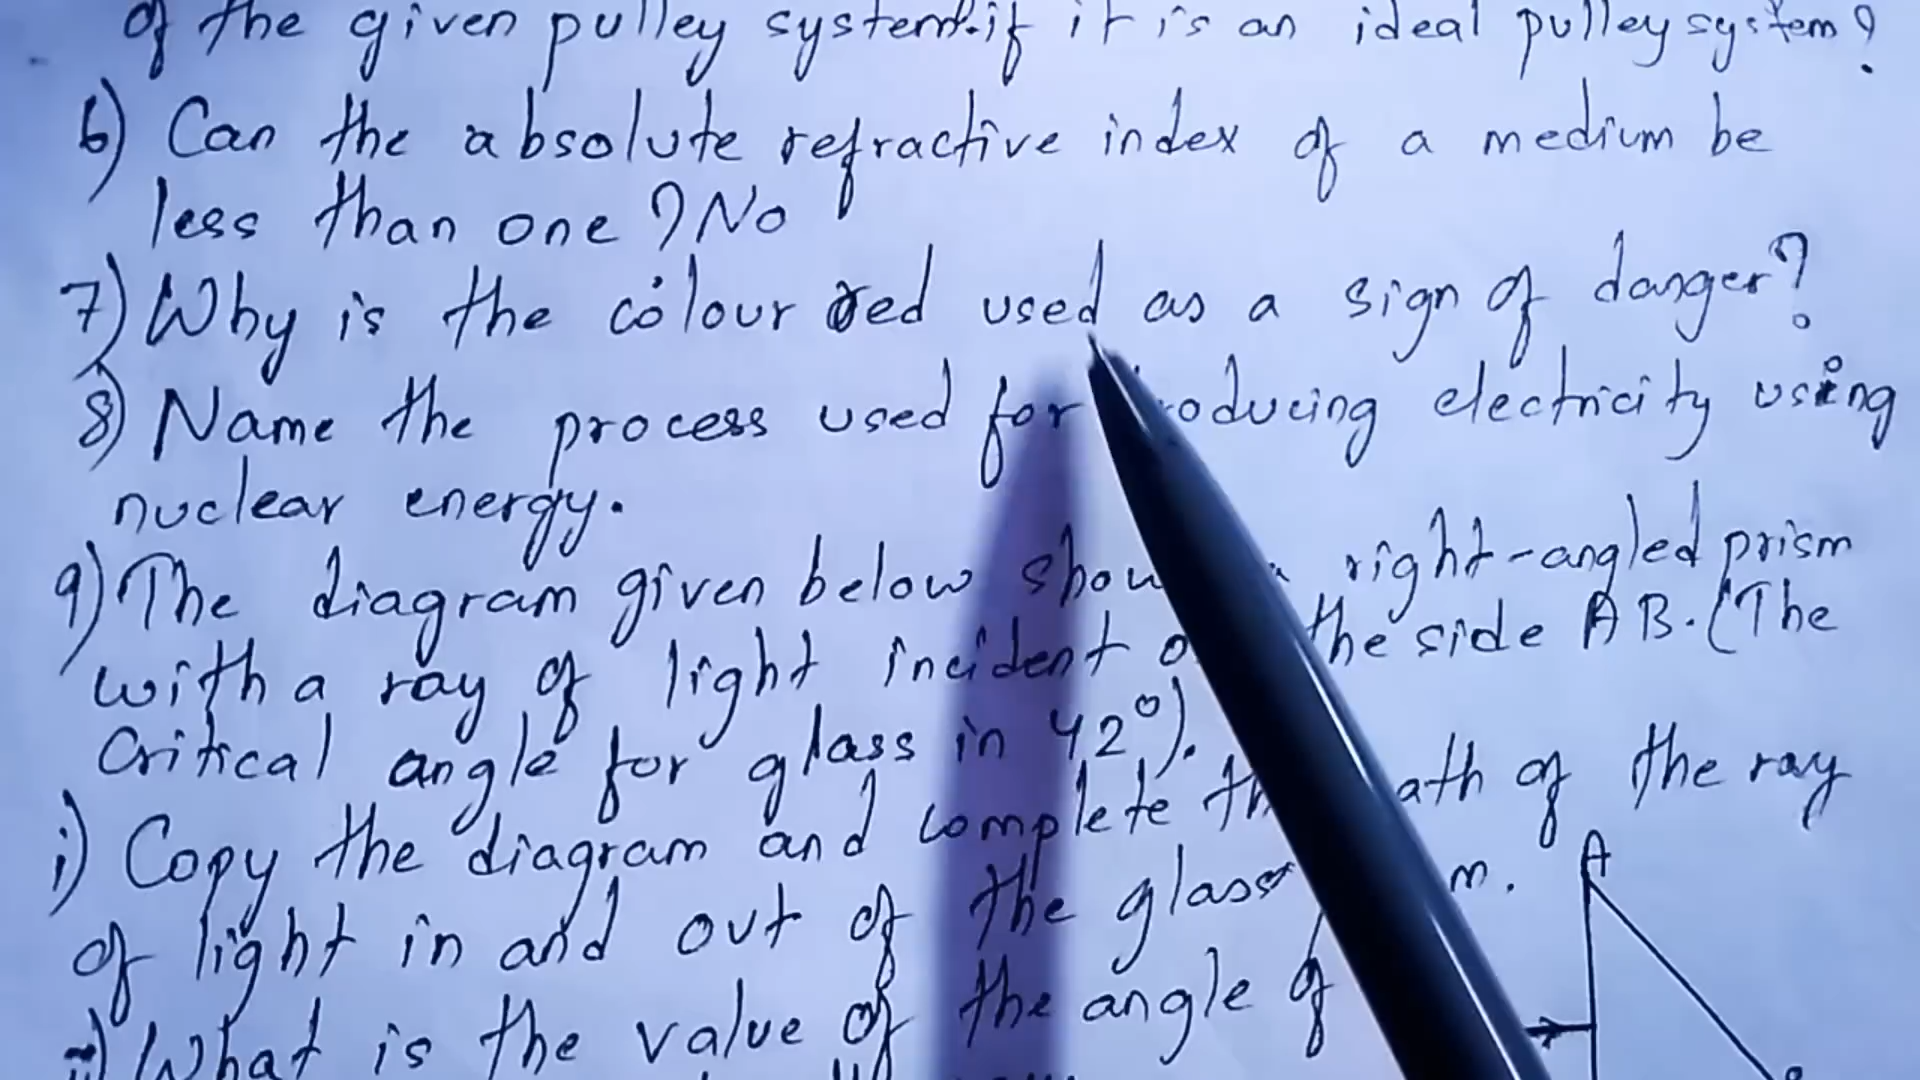 of the given pulley system.if it is an ideal pulley system?
6) Can the absolute refractive index of a medium be
less than one? No
7) Why is the colour red used as a sign of danger?
8) Name the process used for producing electricity using
nuclear energy.
9) The diagram given below right-angled prism
with a ray of light incident the side AB. (The
Critical angle for glass in 42°).
i) Copy the diagram and complete the path of the ray
of light in and out of the glass
ii) What is the value of the angle of
A